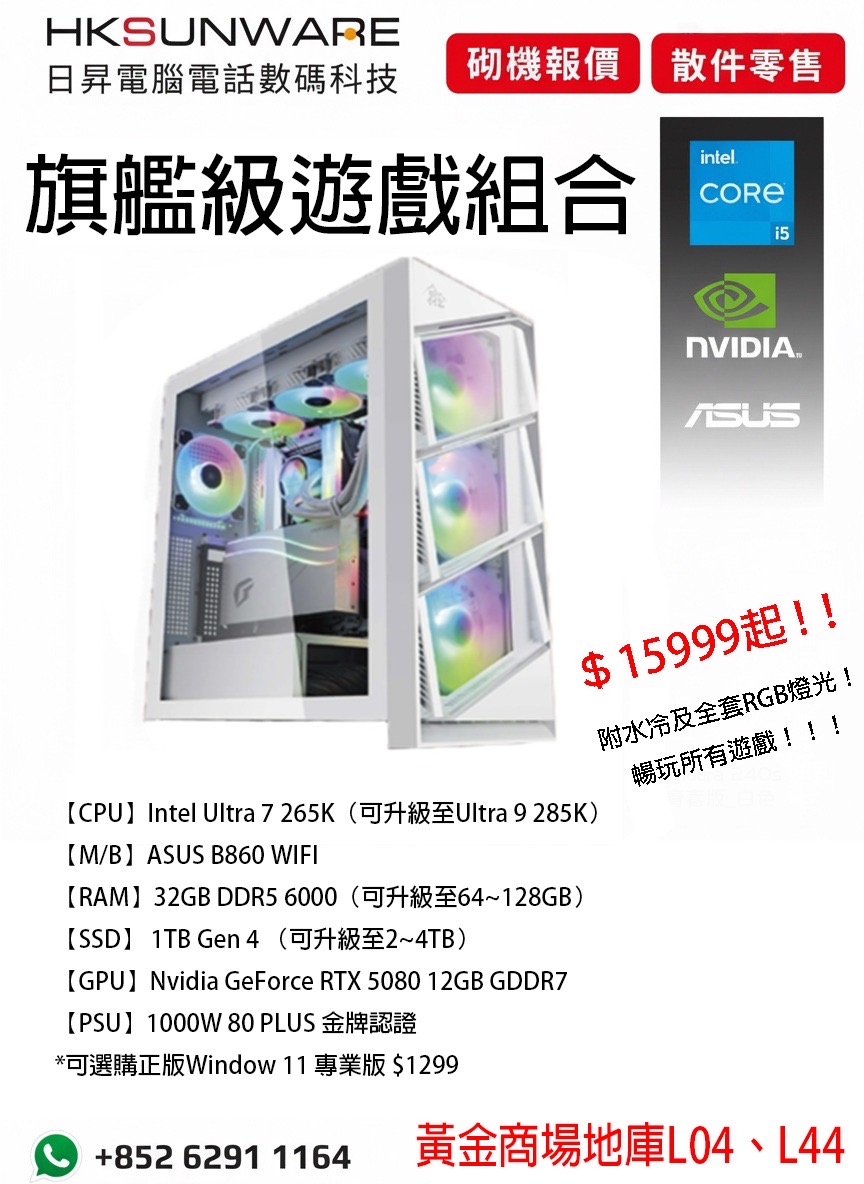 HKSUNWARE
日昇電腦電話數碼科技
砌機報價
散件零售
旗艦級遊戲組合
intel.
CORE
i5
NVIDIA
ASUS
$15999起!!
附水冷及全套RGB燈光!
暢玩所有遊戲!!!
【CPU】Intel Ultra 7 265K（可升級至Ultra 9 285K）
【M/B】ASUS B860 WIFI
【RAM】32GB DDR5 6000（可升級至64~128GB）
【SSD】 1TB Gen 4 （可升級至2~4TB）
【GPU】Nvidia GeForce RTX 5080 12GB GDDR7
【PSU】1000W 80 PLUS 金牌認證
*可選購正版Window 11 專業版 $1299
+852 6291 1164
黃金商場地庫L04、L44